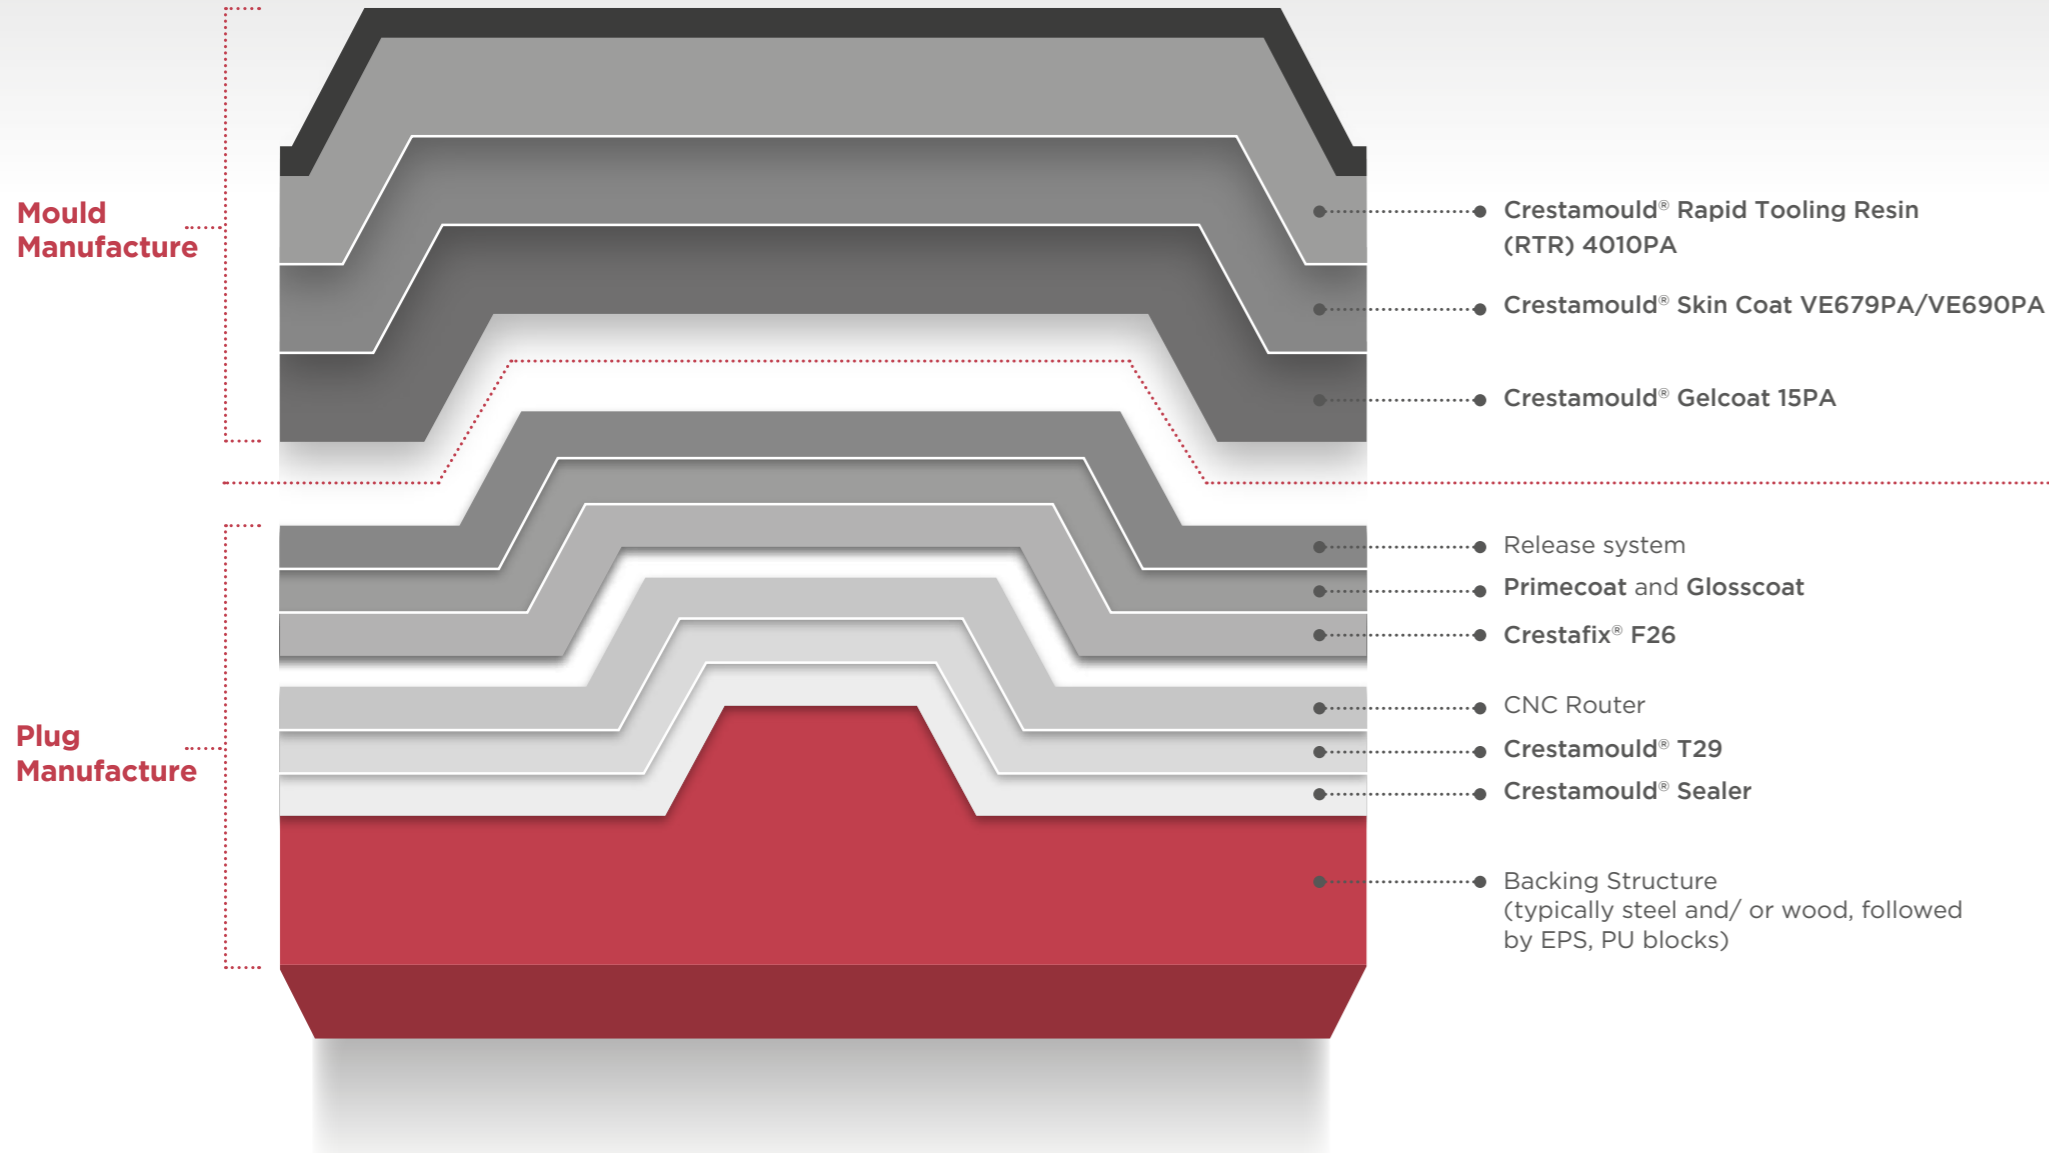 Mould
Manufacture
Crestamould® Rapid Tooling Resin
(RTR) 4010PA
Crestamould® Skin Coat VE679PA/VE690PA
Crestamould® Gelcoat 15PA
Release system
Primecoat and Glosscoat
Crestafix® F26
Plug
Manufacture
CNC Router
Crestamould® T29
Crestamould® Sealer
Backing Structure
(typically steel and/ or wood, followed
by EPS, PU blocks)